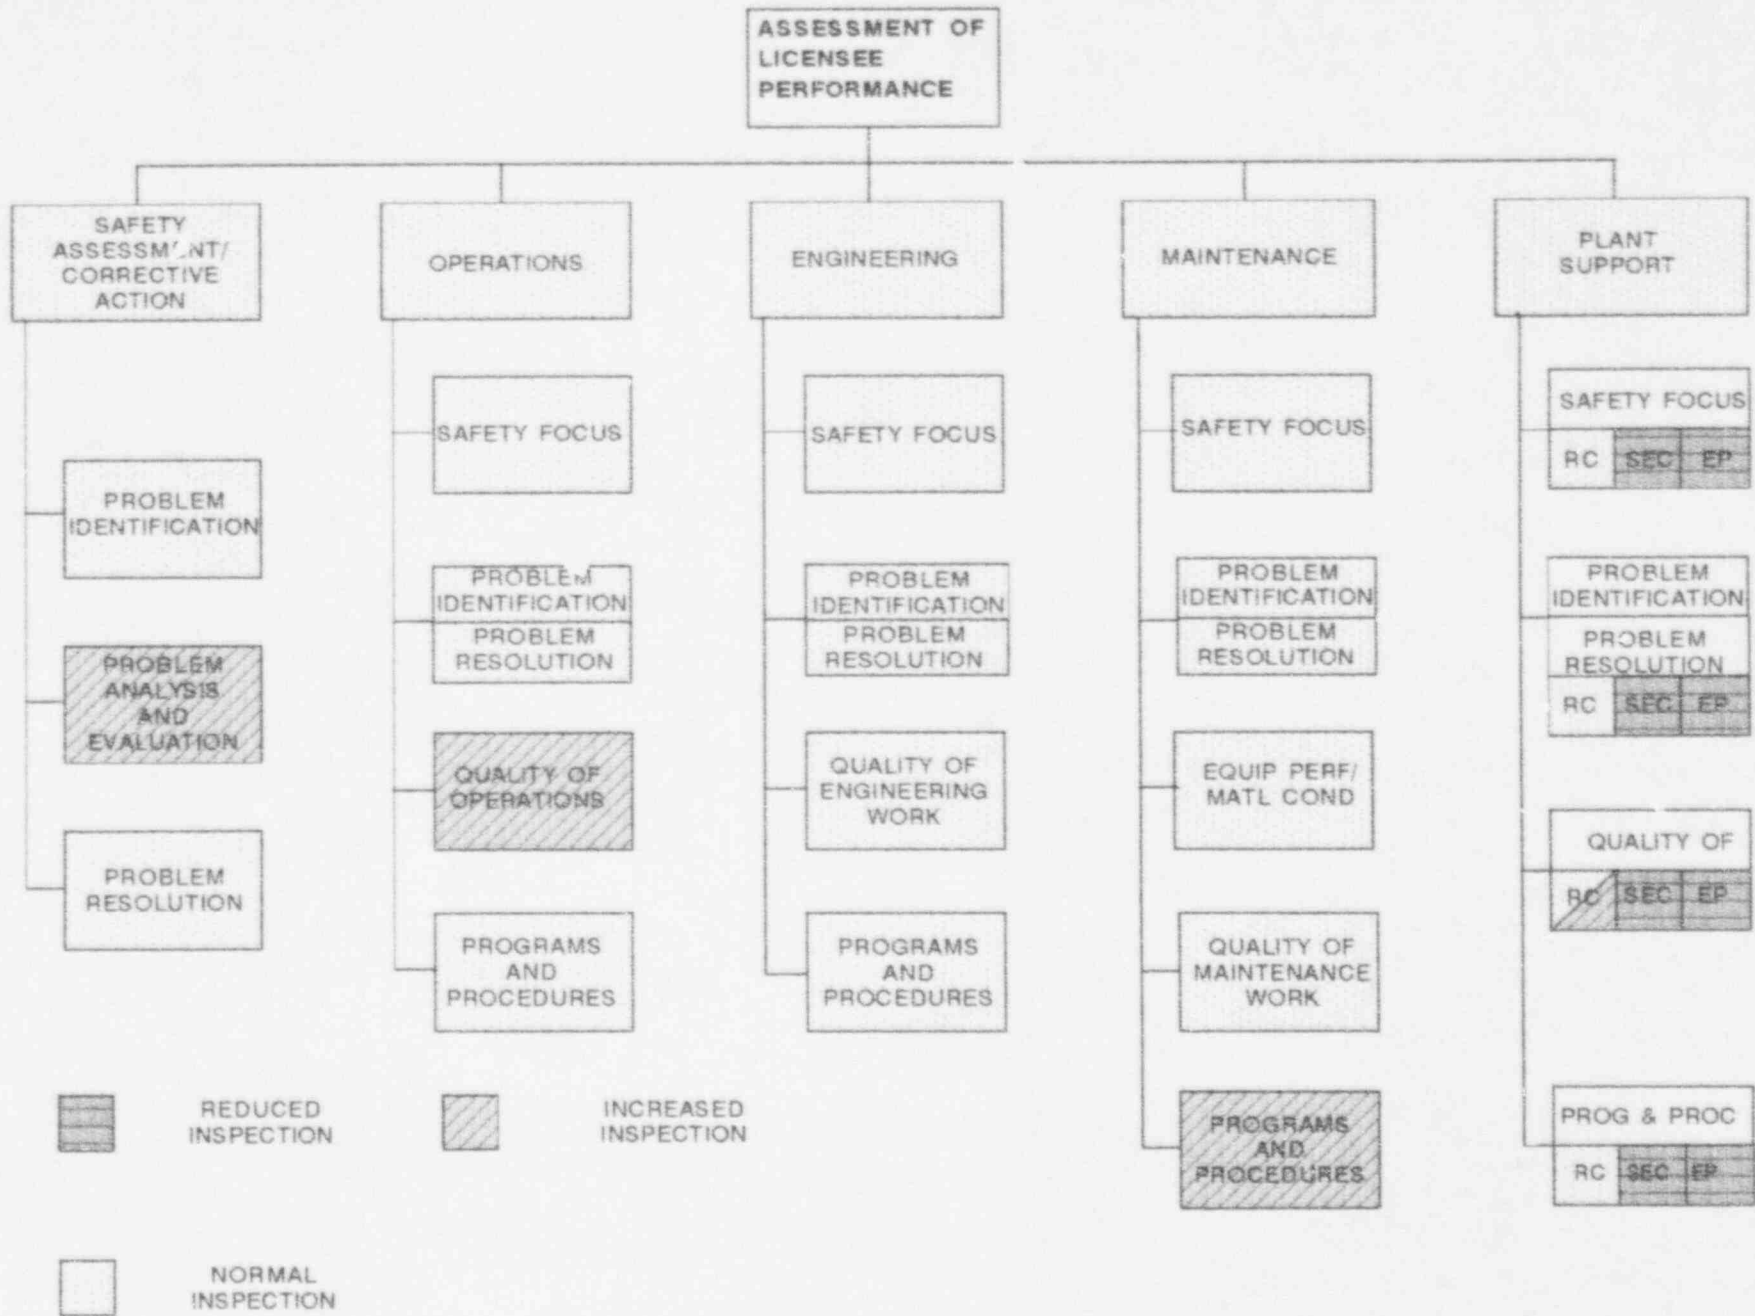 ASSESSMENT OF
LICENSEE
PERFORMANCE
SAFETY
ASSESSMENT/
CORRECTIVE
ACTION
OPERATIONS
ENGINEERING
MAINTENANCE
PLANT
SUPPORT
PROBLEM
IDENTIFICATION
PROBLEM
ANALYSIS
AND
EVALUATION
PROBLEM
RESOLUTION
SAFETY FOCUS
PROBLEM
IDENTIFICATION
PROBLEM
RESOLUTION
QUALITY OF
OPERATIONS
PROGRAMS
AND
PROCEDURES
SAFETY FOCUS
PROBLEM
IDENTIFICATION
PROBLEM
RESOLUTION
QUALITY OF
ENGINEERING
WORK
PROGRAMS
AND
PROCEDURES
SAFETY FOCUS
PROBLEM
IDENTIFICATION
PROBLEM
RESOLUTION
EQUIP PERF/
MATL COND
QUALITY OF
MAINTENANCE
WORK
PROGRAMS
AND
PROCEDURES
SAFETY FOCUS
RC SEC EP
PROBLEM
IDENTIFICATION
PROBLEM
RESOLUTION
RC SEC EP
QUALITY OF
RC SEC EP
PROG & PROC
RC SEC EP
REDUCED
INSPECTION
INCREASED
INSPECTION
NORMAL
INSPECTION